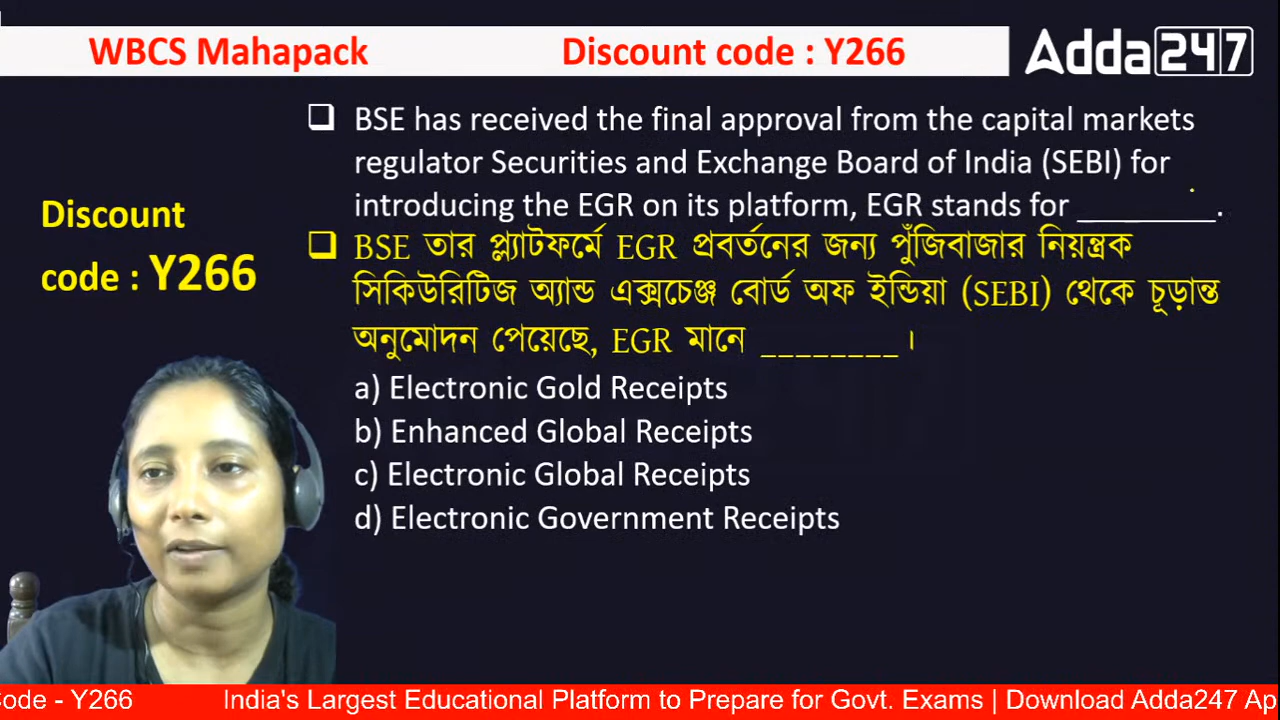 WBCS Mahapack Discount code : Y266 Adda247
BSE has received the final approval from the capital markets
regulator Securities and Exchange Board of India (SEBI) for
introducing the EGR on its platform, EGR stands for ________.
Discount
code : Y266
BSE তার প্ল্যাটফর্মে EGR প্রবর্তনের জন্য পুঁজিবাজার নিয়ন্ত্রক
সিকিউরিটিজ অ্যান্ড এক্সচেঞ্জ বোর্ড অফ ইন্ডিয়া (SEBI) থেকে চূড়ান্ত
অনুমোদন পেয়েছে, EGR মানে ________ ।
a) Electronic Gold Receipts
b) Enhanced Global Receipts
c) Electronic Global Receipts
d) Electronic Government Receipts
Code - Y266 India's Largest Educational Platform to Prepare for Govt. Exams | Download Adda247 Ap